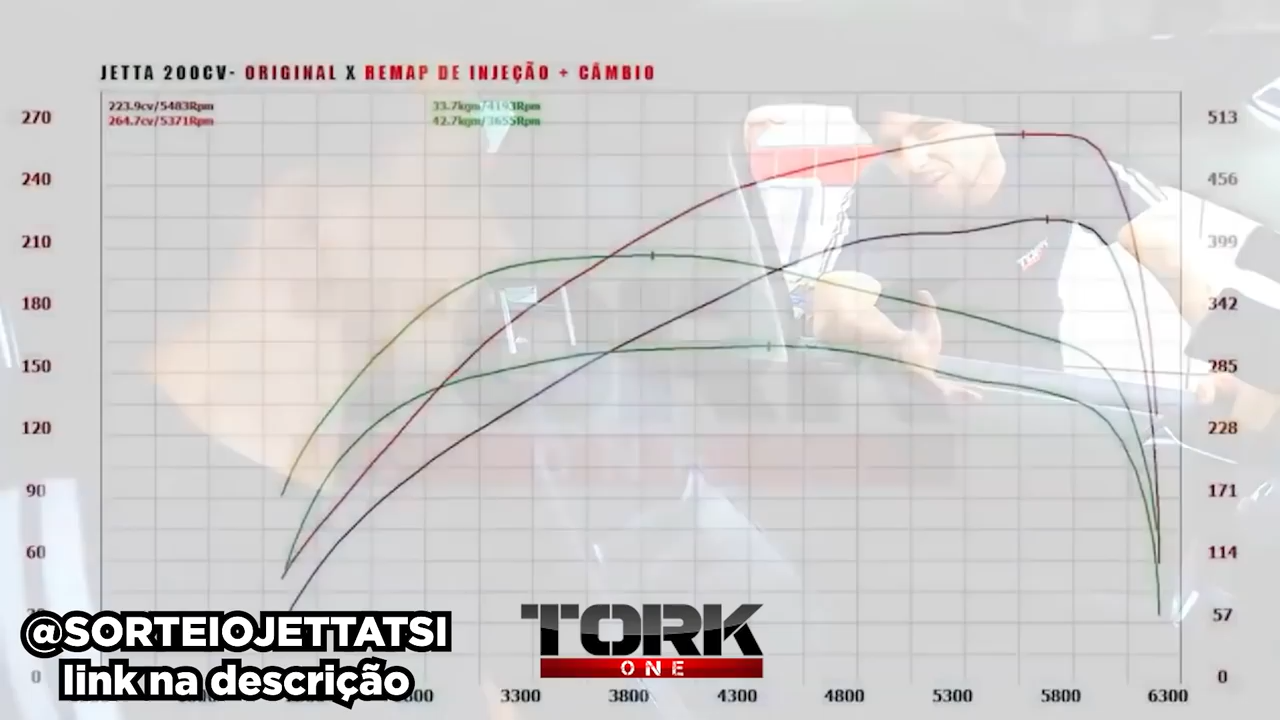 JETTA 200CV- ORIGINAL X REMAP DE INJEÇÃO + CÂMBIO
223.9cv/5483Rpm 33.7kgm/4193Rpm
264.7cv/5371Rpm 42.7kgm/3655Rpm
270 513
240 456
210 399
180 342
150 285
120 228
90 171
60 114
57
@SORTEIOJETTATSI
link na descrição
TORK
ONE
0 0
3300 3800 4300 4800 5300 5800 6300